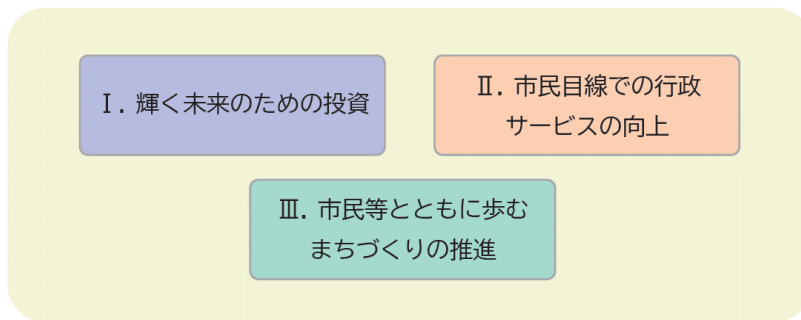 Ⅰ. 輝く未来のための投資
Ⅱ. 市民目線での行政
サービスの向上
Ⅲ. 市民等とともに歩む
まちづくりの推進